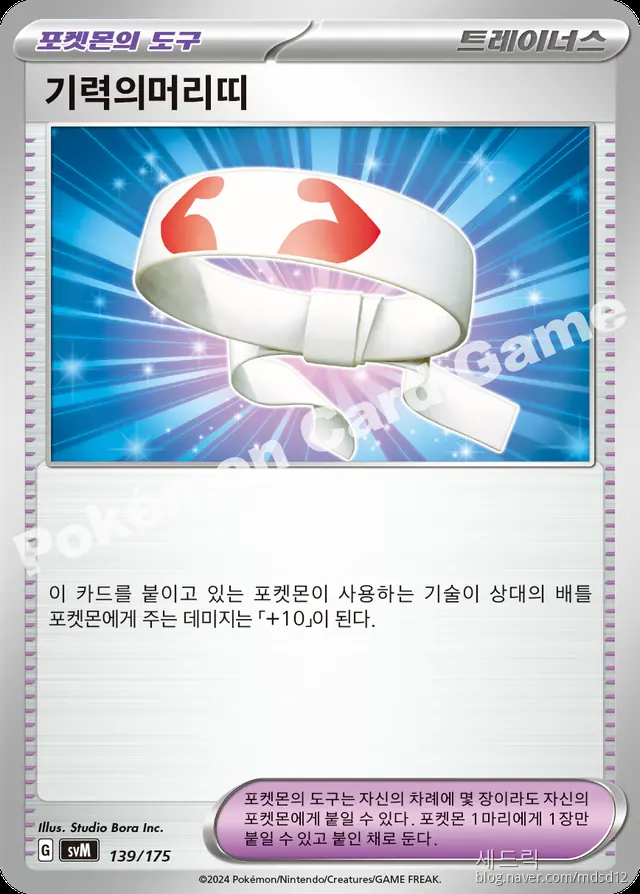 포켓몬의 도구
트레이너스
기력의머리띠
Pokémon Card Game
이 카드를 붙이고 있는 포켓몬이 사용하는 기술이 상대의 배틀
포켓몬에게 주는 데미지는 「+10」이 된다.
포켓몬의 도구는 자신의 차례에 몇 장이라도 자신의
포켓몬에게 붙일 수 있다. 포켓몬 1마리에게 1장만
붙일 수 있고 붙인 채로 둔다.
Illus. Studio Bora Inc.
G svM 139/175
©2024 Pokémon/Nintendo/Creatures/GAME FREAK.
세드릭
blog.naver.com/mdsd12